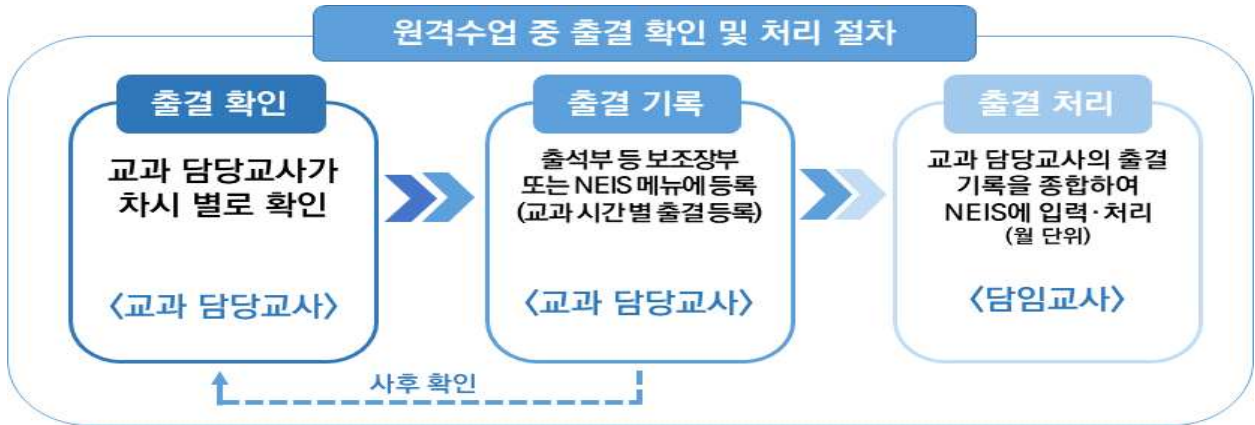 원격수업 중 출결 확인 및 처리 절차
출결 확인
교과 담당교사가
차시 별로 확인
〈교과 담당교사〉
출결 기록
출석부 등 보조장부
또는 NEIS 메뉴에 등록
(교과 시간별 출결 등록)
〈교과 담당교사〉
출결 처리
교과 담당교사의 출결
기록을 종합하여
NEIS에 입력·처리
(월 단위)
〈담임교사〉
사후 확인